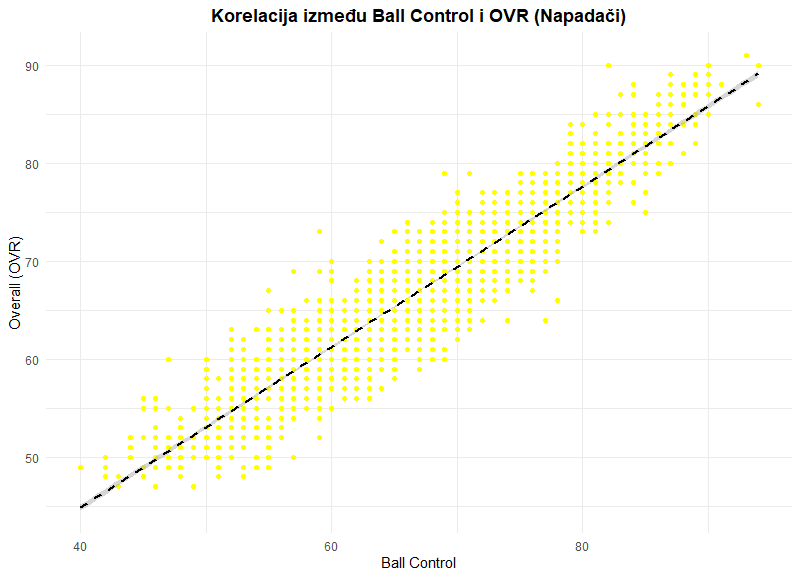 Korelacija između Ball Control i OVR (Napadači)
Overall (OVR)
90
80
70
60
50
40
60
80
Ball Control